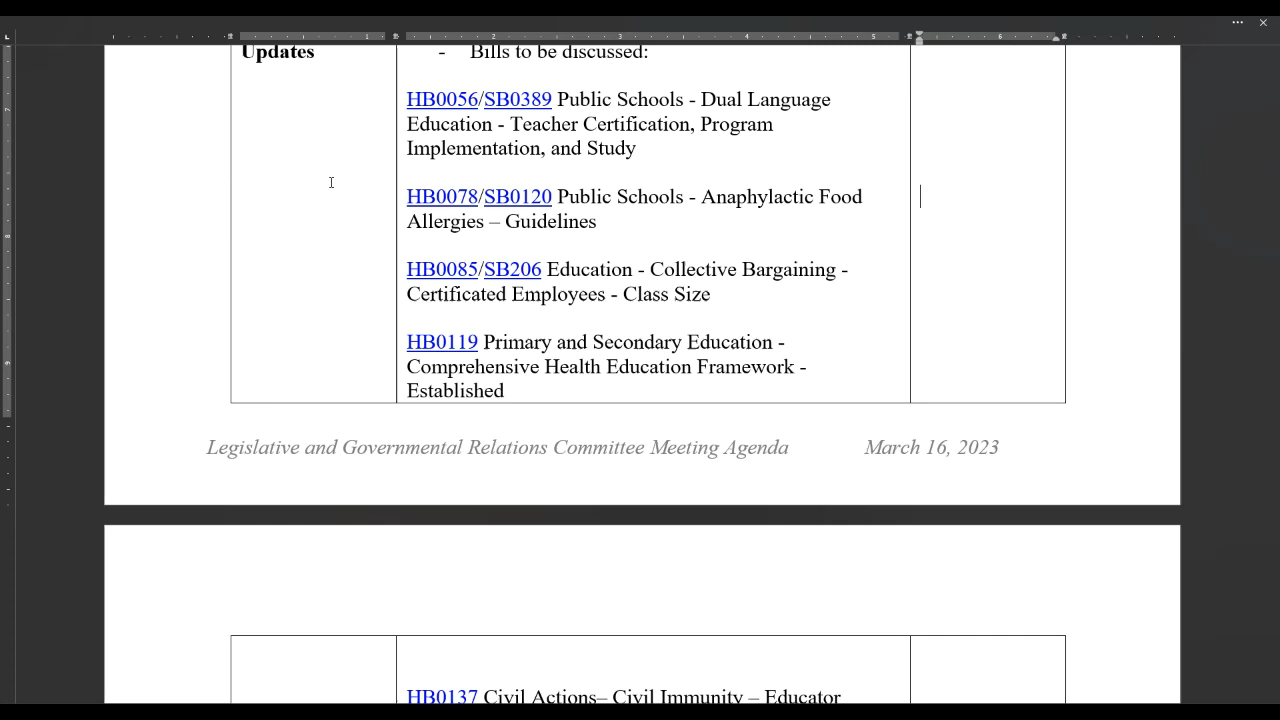 Updates
- Bills to be discussed:
HB0056/SB0389 Public Schools - Dual Language
Education - Teacher Certification, Program
Implementation, and Study
HB0078/SB0120 Public Schools - Anaphylactic Food
Allergies – Guidelines
HB0085/SB206 Education - Collective Bargaining -
Certificated Employees - Class Size
HB0119 Primary and Secondary Education -
Comprehensive Health Education Framework -
Established
Legislative and Governmental Relations Committee Meeting Agenda March 16, 2023
HB0137 Civil Actions– Civil Immunity – Educator